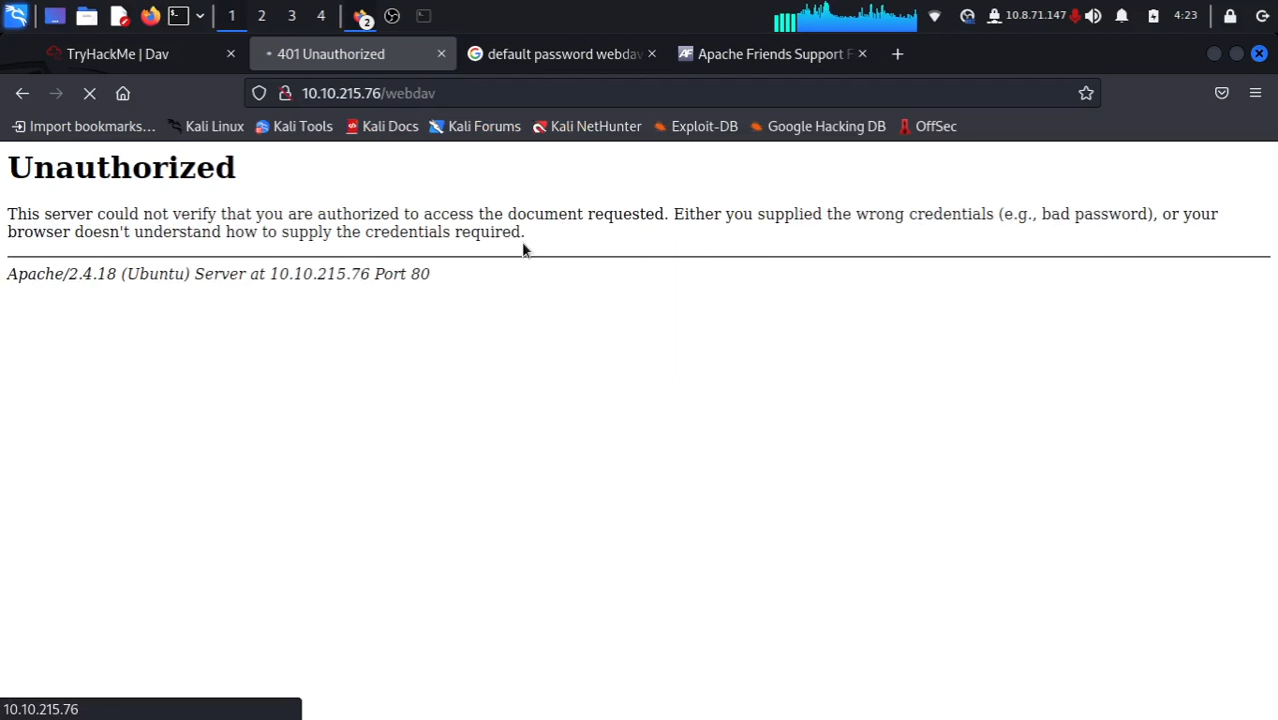 1 2 3 4 2 10.8.71.147 4:23
TryHackMe | Dav 401 Unauthorized default password webdav Apache Friends Support F
10.10.215.76/webdav
Import bookmarks... Kali Linux Kali Tools Kali Docs Kali Forums Kali NetHunter Exploit-DB Google Hacking DB OffSec
Unauthorized
This server could not verify that you are authorized to access the document requested. Either you supplied the wrong credentials (e.g., bad password), or your
browser doesn't understand how to supply the credentials required.
Apache/2.4.18 (Ubuntu) Server at 10.10.215.76 Port 80
10.10.215.76